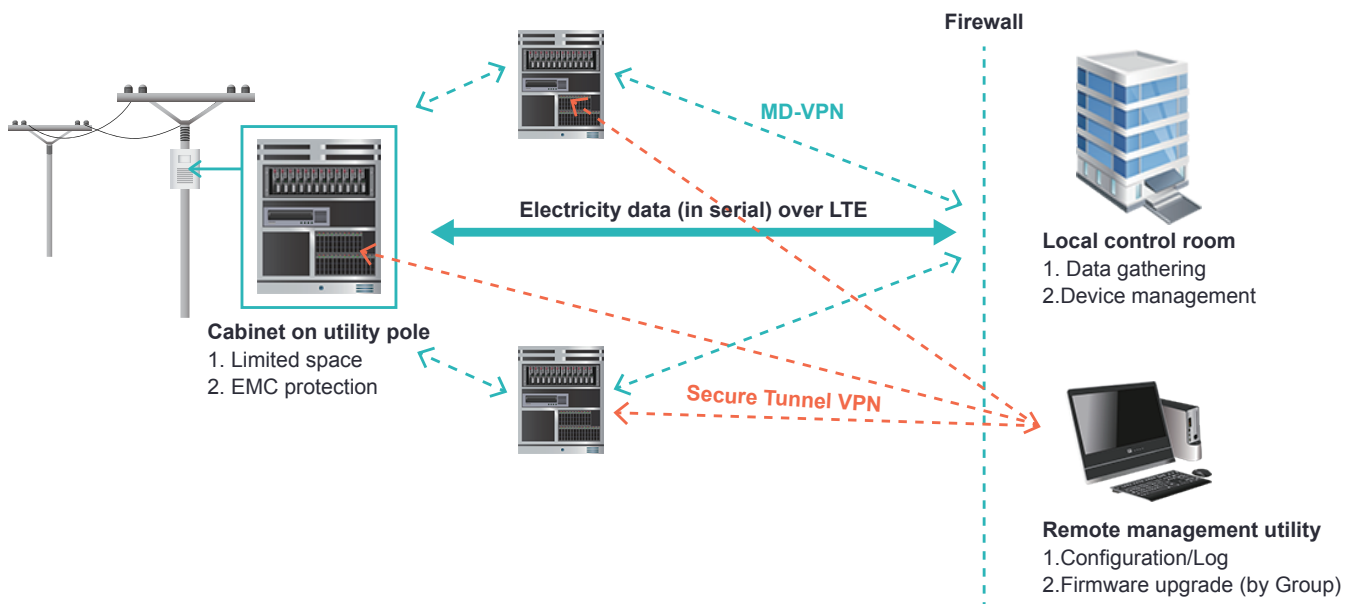 Firewall
MD-VPN
Electricity data (in serial) over LTE
Local control room
1. Data gathering
2.Device management
Cabinet on utility pole
1. Limited space
2. EMC protection
Secure Tunnel VPN
Remote management utility
1.Configuration/Log
2.Firmware upgrade (by Group)